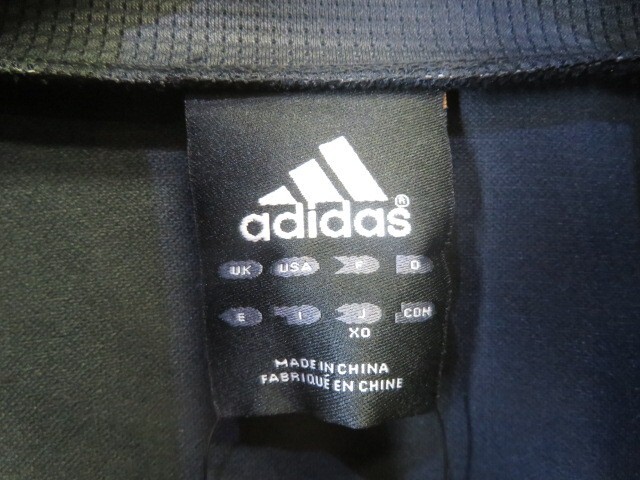 adidas®
UK USA F D
E I J CDN
XO
MADE IN CHINA
FABRIQUÉ EN CHINE